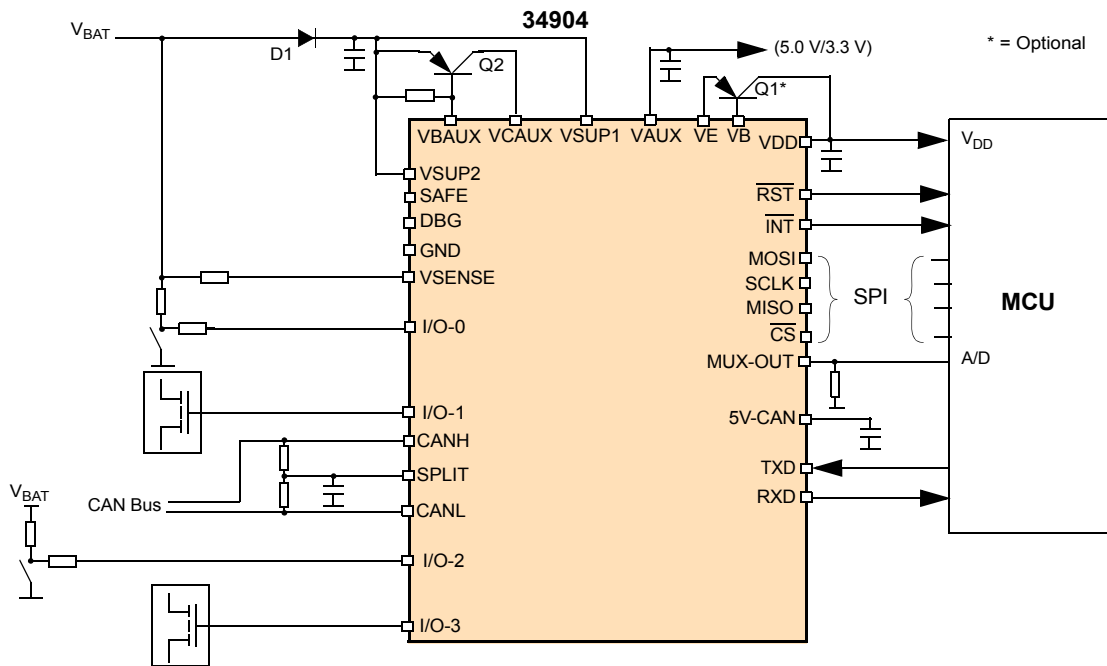 34904
V_BAT
D1
Q2
(5.0 V/3.3 V)
* = Optional
Q1*
VBAUX VCAUX VSUP1 VAUX VE VB
VDD
V_DD
VSUP2
SAFE
RST
DBG
INT
GND
MOSI
VSENSE
SCLK
SPI
MCU
MISO
I/O-0
CS
MUX-OUT
A/D
I/O-1
5V-CAN
CANH
SPLIT
TXD
V_BAT
CAN Bus
RXD
CANL
I/O-2
I/O-3